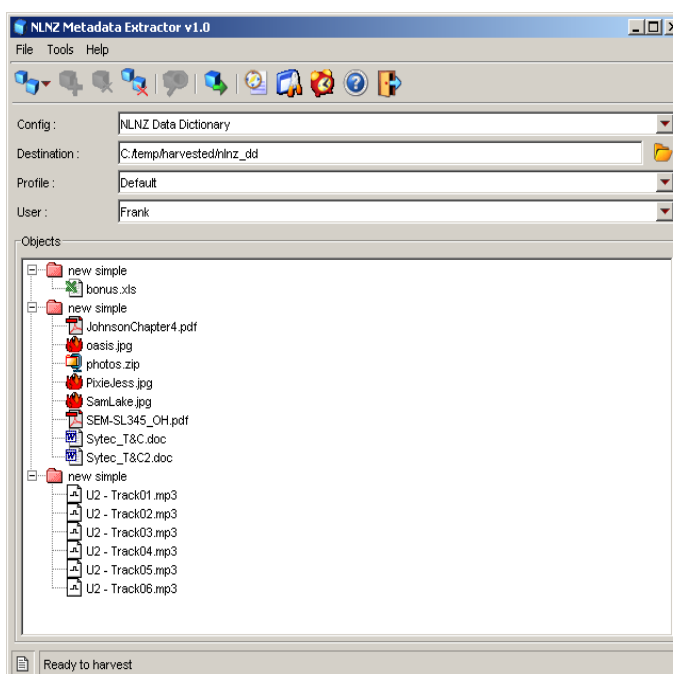 NLNZ Metadata Extractor v1.0
File Tools Help
Config : NLNZ Data Dictionary
Destination : C:/temp/harvested/nlnz_dd
Profile : Default
User : Frank
Objects
new simple
bonus.xls
new simple
JohnsonChapter4.pdf
oasis.jpg
photos.zip
PixieJess.jpg
SamLake.jpg
SEM-SL345_OH.pdf
Sytec_T&C.doc
Sytec_T&C2.doc
new simple
U2 - Track01.mp3
U2 - Track02.mp3
U2 - Track03.mp3
U2 - Track04.mp3
U2 - Track05.mp3
U2 - Track06.mp3
Ready to harvest